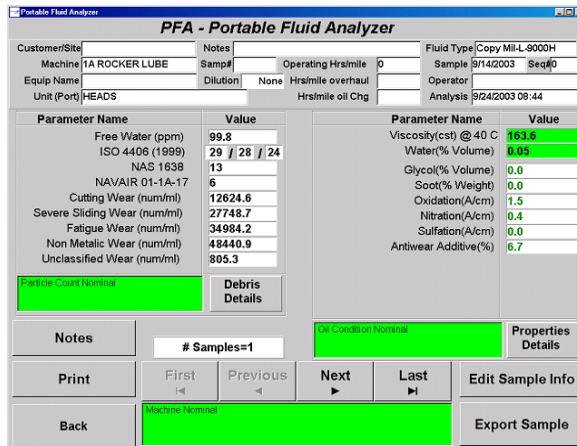 Portable Fluid Analyzer
PFA - Portable Fluid Analyzer
Customer/Site Notes Fluid Type Copy Mil-L-9000H
Machine 1A ROCKER LUBE Samp# Operating Hrs/mile 0 Sample 9/14/2003 Seq# 0
Equip Name Dilution None Hrs/mile overhaul Operator
Unit (Port) HEADS Hrs/mile oil Chg Analysis 9/24/2003 08:44
Parameter Name Value
Free Water (ppm) 99.8
ISO 4406 (1999) 29 / 28 / 24
NAS 1638 13
NAVAIR 01-1A-17 6
Cutting Wear (num/ml) 12624.6
Severe Sliding Wear (num/ml) 27748.7
Fatigue Wear (num/ml) 34984.2
Non Metalic Wear (num/ml) 48440.9
Unclassified Wear (num/ml) 805.3
Particle Count Nominal
Debris
Details
Parameter Name Value
Viscosity(cst) @ 40 C 163.6
Water(% Volume) 0.05
Glycol(% Volume) 0.0
Soot(% Weight) 0.0
Oxidation(A/cm) 1.5
Nitration(A/cm) 0.4
Sulfation(A/cm) 0.0
Antiwear Additive(%) 6.7
Oil Condition Nominal
Properties
Details
Notes
# Samples=1
Print
First
Previous
Next
Last
Edit Sample Info
Back
Machine Nominal
Export Sample